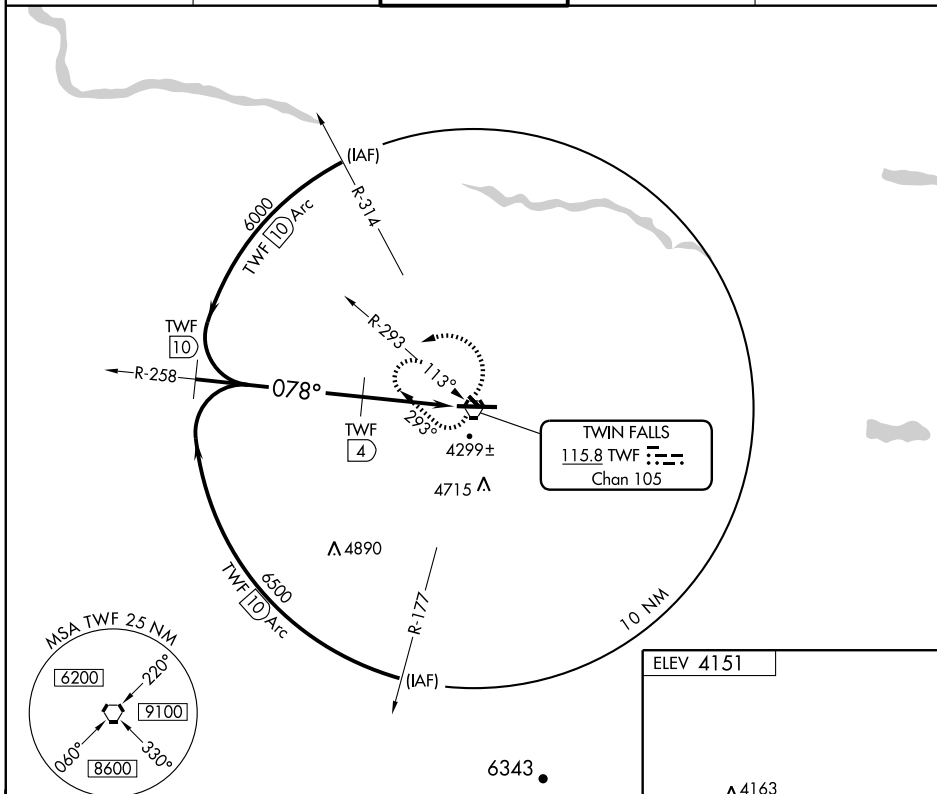 (IAF)
R-314
6000
TWF 10 Arc
R-293
TWF
10
113°
R-258
078°
293°
TWF
4
4299±
TWIN FALLS
115.8 TWF
Chan 105
4715
4890
6500
TWF 10 Arc
R-177
10 NM
(IAF)
MSA TWF 25 NM
6200
220°
9100
060°
330°
8600
ELEV 4151
6343
4163